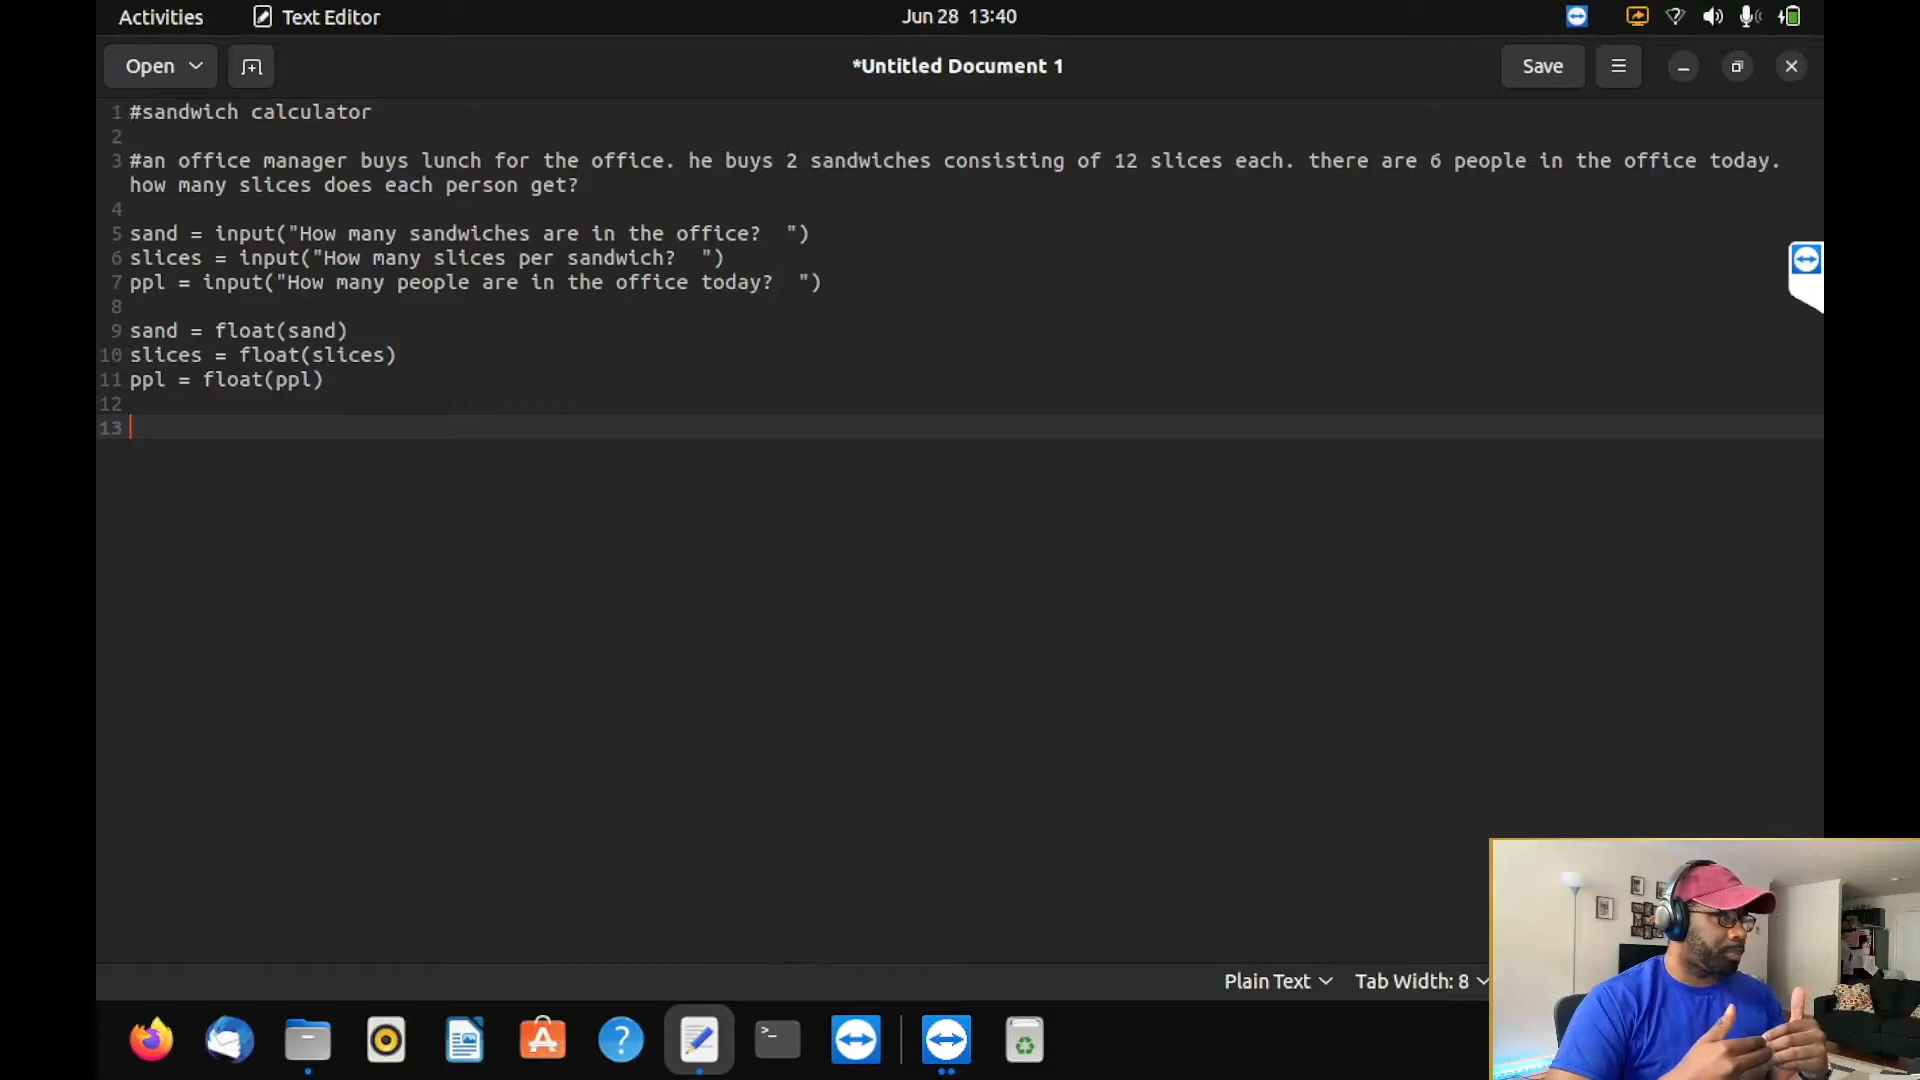 Activities
Text Editor
Jun 28 13:40
Open
*Untitled Document 1
Save
1 #sandwich calculator
2
3 #an office manager buys lunch for the office. he buys 2 sandwiches consisting of 12 slices each. there are 6 people in the office today.
how many slices does each person get?
4
5 sand = input("How many sandwiches are in the office?  ")
6 slices = input("How many slices per sandwich?  ")
7 ppl = input("How many people are in the office today?  ")
8
9 sand = float(sand)
10 slices = float(slices)
11 ppl = float(ppl)
12
13
Plain Text
Tab Width: 8